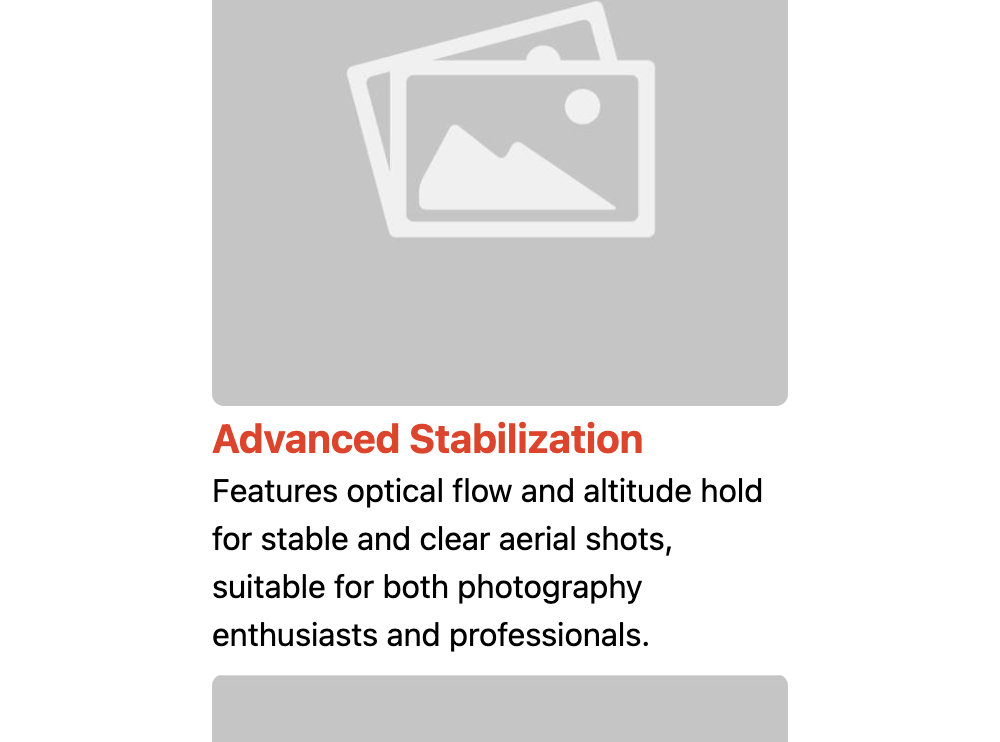 Advanced Stabilization
Features optical flow and altitude hold
for stable and clear aerial shots,
suitable for both photography
enthusiasts and professionals.